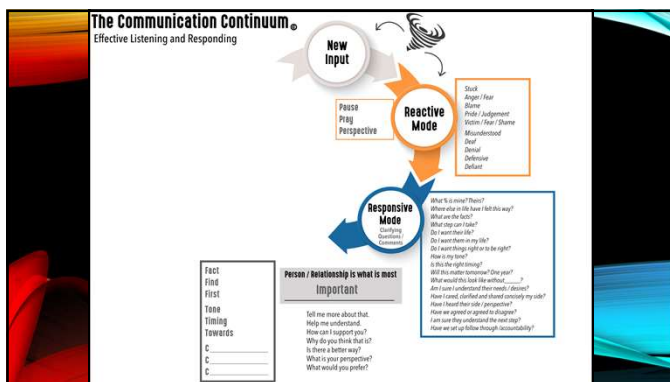 The Communication Continuum
Effective Listening and Responding
New
Input
Pause
Pray
Perspective
Reactive
Mode
Stuck
Anger / Fear
Blame
Pride / Judgement
Victim / Fear / Shame
Misunderstood
Deaf
Denial
Defensive
Defiant
Responsive
Mode
Clarifying
Questions /
Comments
What % is mine? Theirs?
Where else in life have I felt this way?
What are the facts?
What step can I take?
Do I want their life?
Do I want them in my life?
Do I want things right or to be right?
How is my tone?
Is this the right timing?
Will this matter tomorrow? One year?
What would this look like without_____?
Am I sure I understand their needs / desires?
Have I cared, clarified and shared concisely my side?
Have I heard their side / perspective?
Have we agreed or agreed to disagree?
I am sure they understand the next step?
Have we set up follow through /accountability?
Fact
Find
First
Tone
Timing
Towards
C____________
C____________
C____________
Person / Relationship is what is most
Important
Tell me more about that.
Help me understand.
How can I support you?
Why do you think that is?
Is there a better way?
What is your perspective?
What would you prefer?